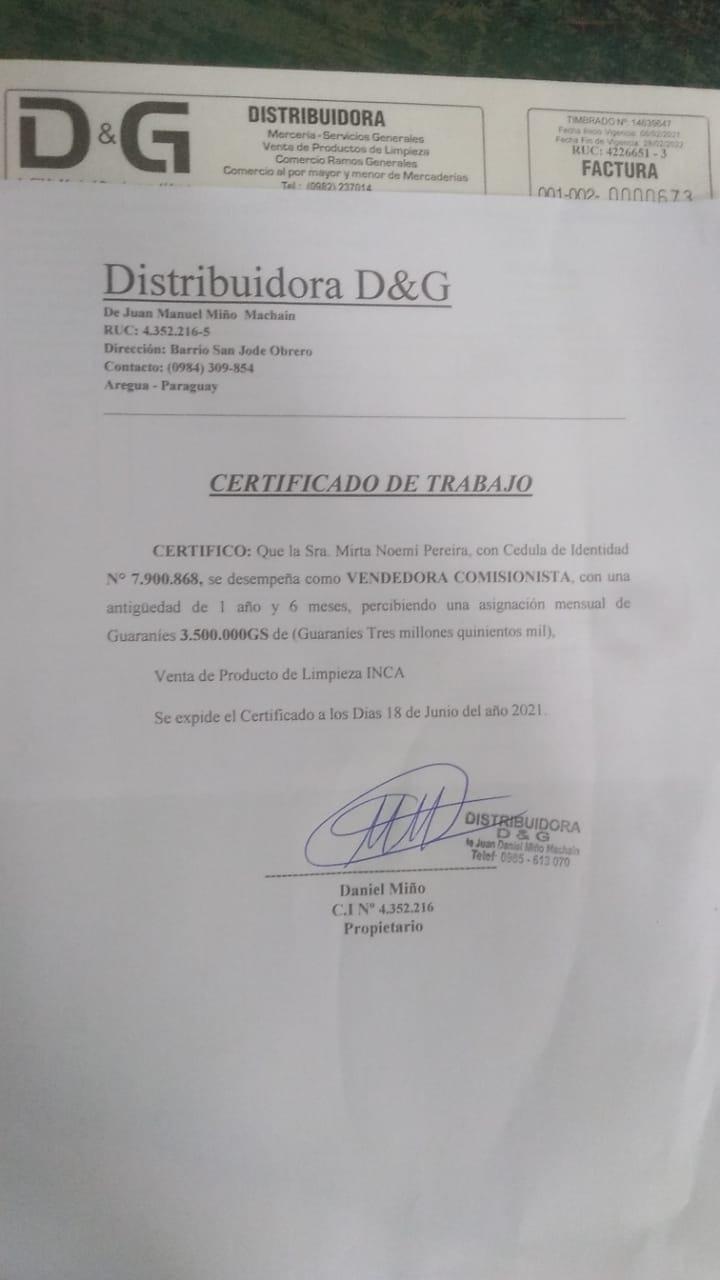 D&G
DISTRIBUIDORA
Mercería - Servicios Generales
Venta de Productos de Limpieza
Comercio Ramos Generales
Comercio al por mayor y menor de Mercaderías
Tel.: (0982) 237014
TIMBRADO Nº: 14639647
Fecha Inicio Vigencia: 05/02/2021
Fecha Fin de Vigencia: 28/02/2022
RUC: 4226651 - 3
FACTURA
001-002- 0000673
Distribuidora D&G
De Juan Manuel Miño Machain
RUC: 4.352.216-5
Dirección: Barrio San Jode Obrero
Contacto: (0984) 309-854
Aregua - Paraguay
CERTIFICADO DE TRABAJO
CERTIFICO: Que la Sra. Mirta Noemi Pereira, con Cedula de Identidad
N° 7.900.868, se desempeña como VENDEDORA COMISIONISTA, con una
antigüedad de 1 año y 6 meses, percibiendo una asignación mensual de
Guaraníes 3.500.000GS de (Guaraníes Tres millones quinientos mil),
Venta de Producto de Limpieza INCA
Se expide el Certificado a los Dias 18 de Junio del año 2021.
DISTRIBUIDORA
D & G
de Juan Daniel Miño Machain
Telef: 0985 - 613 070
Daniel Miño
C.I Nº 4.352.216
Propietario